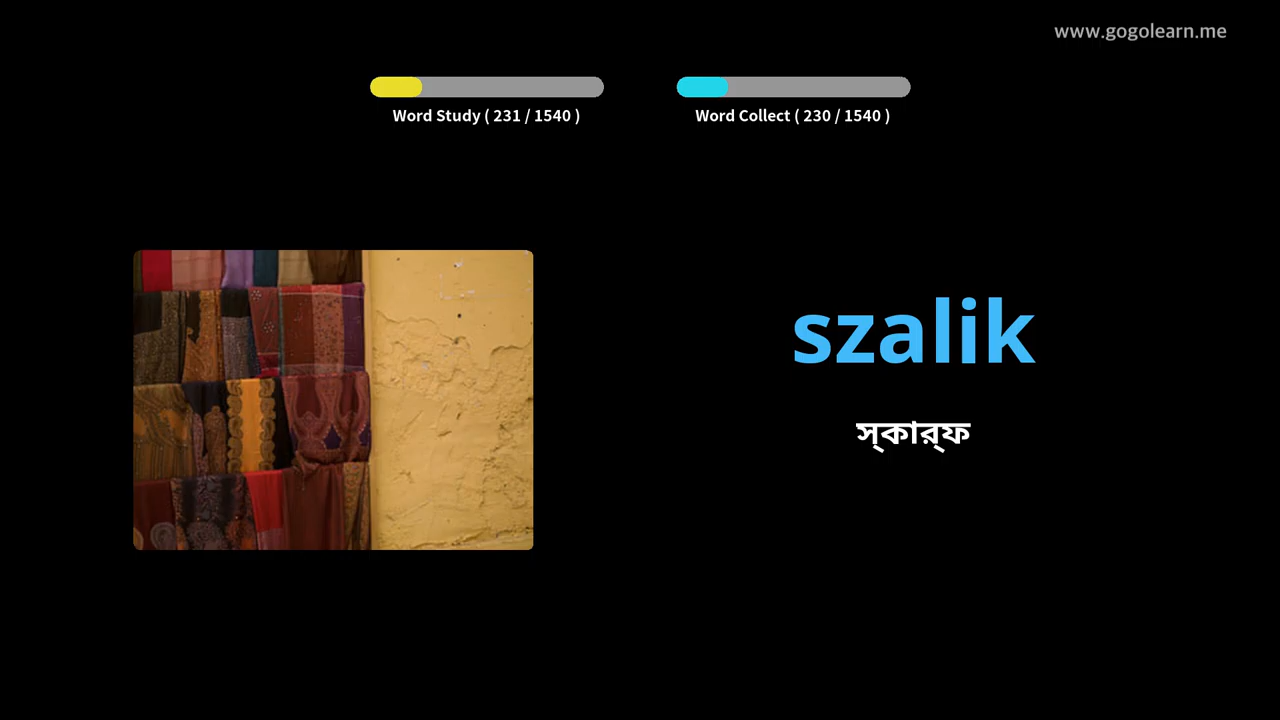 www.gogolearn.me
Word Study ( 231 / 1540 )
Word Collect ( 230 / 1540 )
szalik
স্কার্ফ